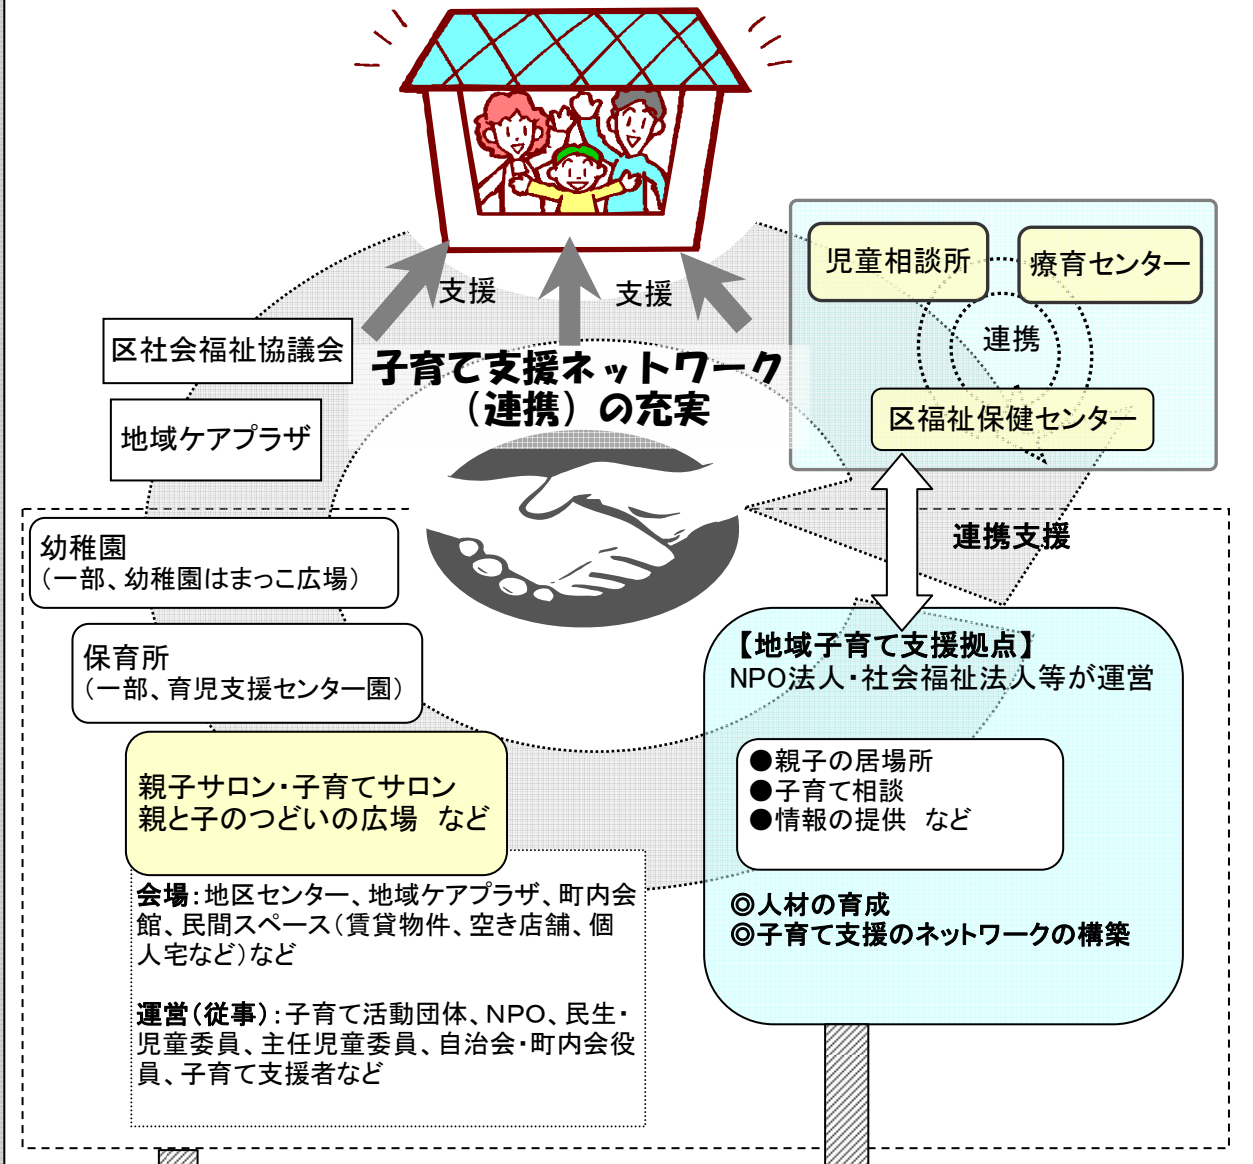 支援
支援
子育て支援ネットワーク
（連携）の充実
児童相談所
療育センター
連携
区福祉保健センター
区社会福祉協議会
地域ケアプラザ
幼稚園
（一部、幼稚園はまっこ広場）
保育所
（一部、育児支援センター園）
親子サロン・子育てサロン
親と子のつどいの広場　など
会場：地区センター、地域ケアプラザ、町内会
館、民間スペース（賃貸物件、空き店舗、個
人宅など）など
運営（従事）：子育て活動団体、NPO、民生・
児童委員、主任児童委員、自治会・町内会役
員、子育て支援者など
連携支援
【地域子育て支援拠点】
NPO法人・社会福祉法人等が運営
●親子の居場所
●子育て相談
●情報の提供　など
◎人材の育成
◎子育て支援のネットワークの構築